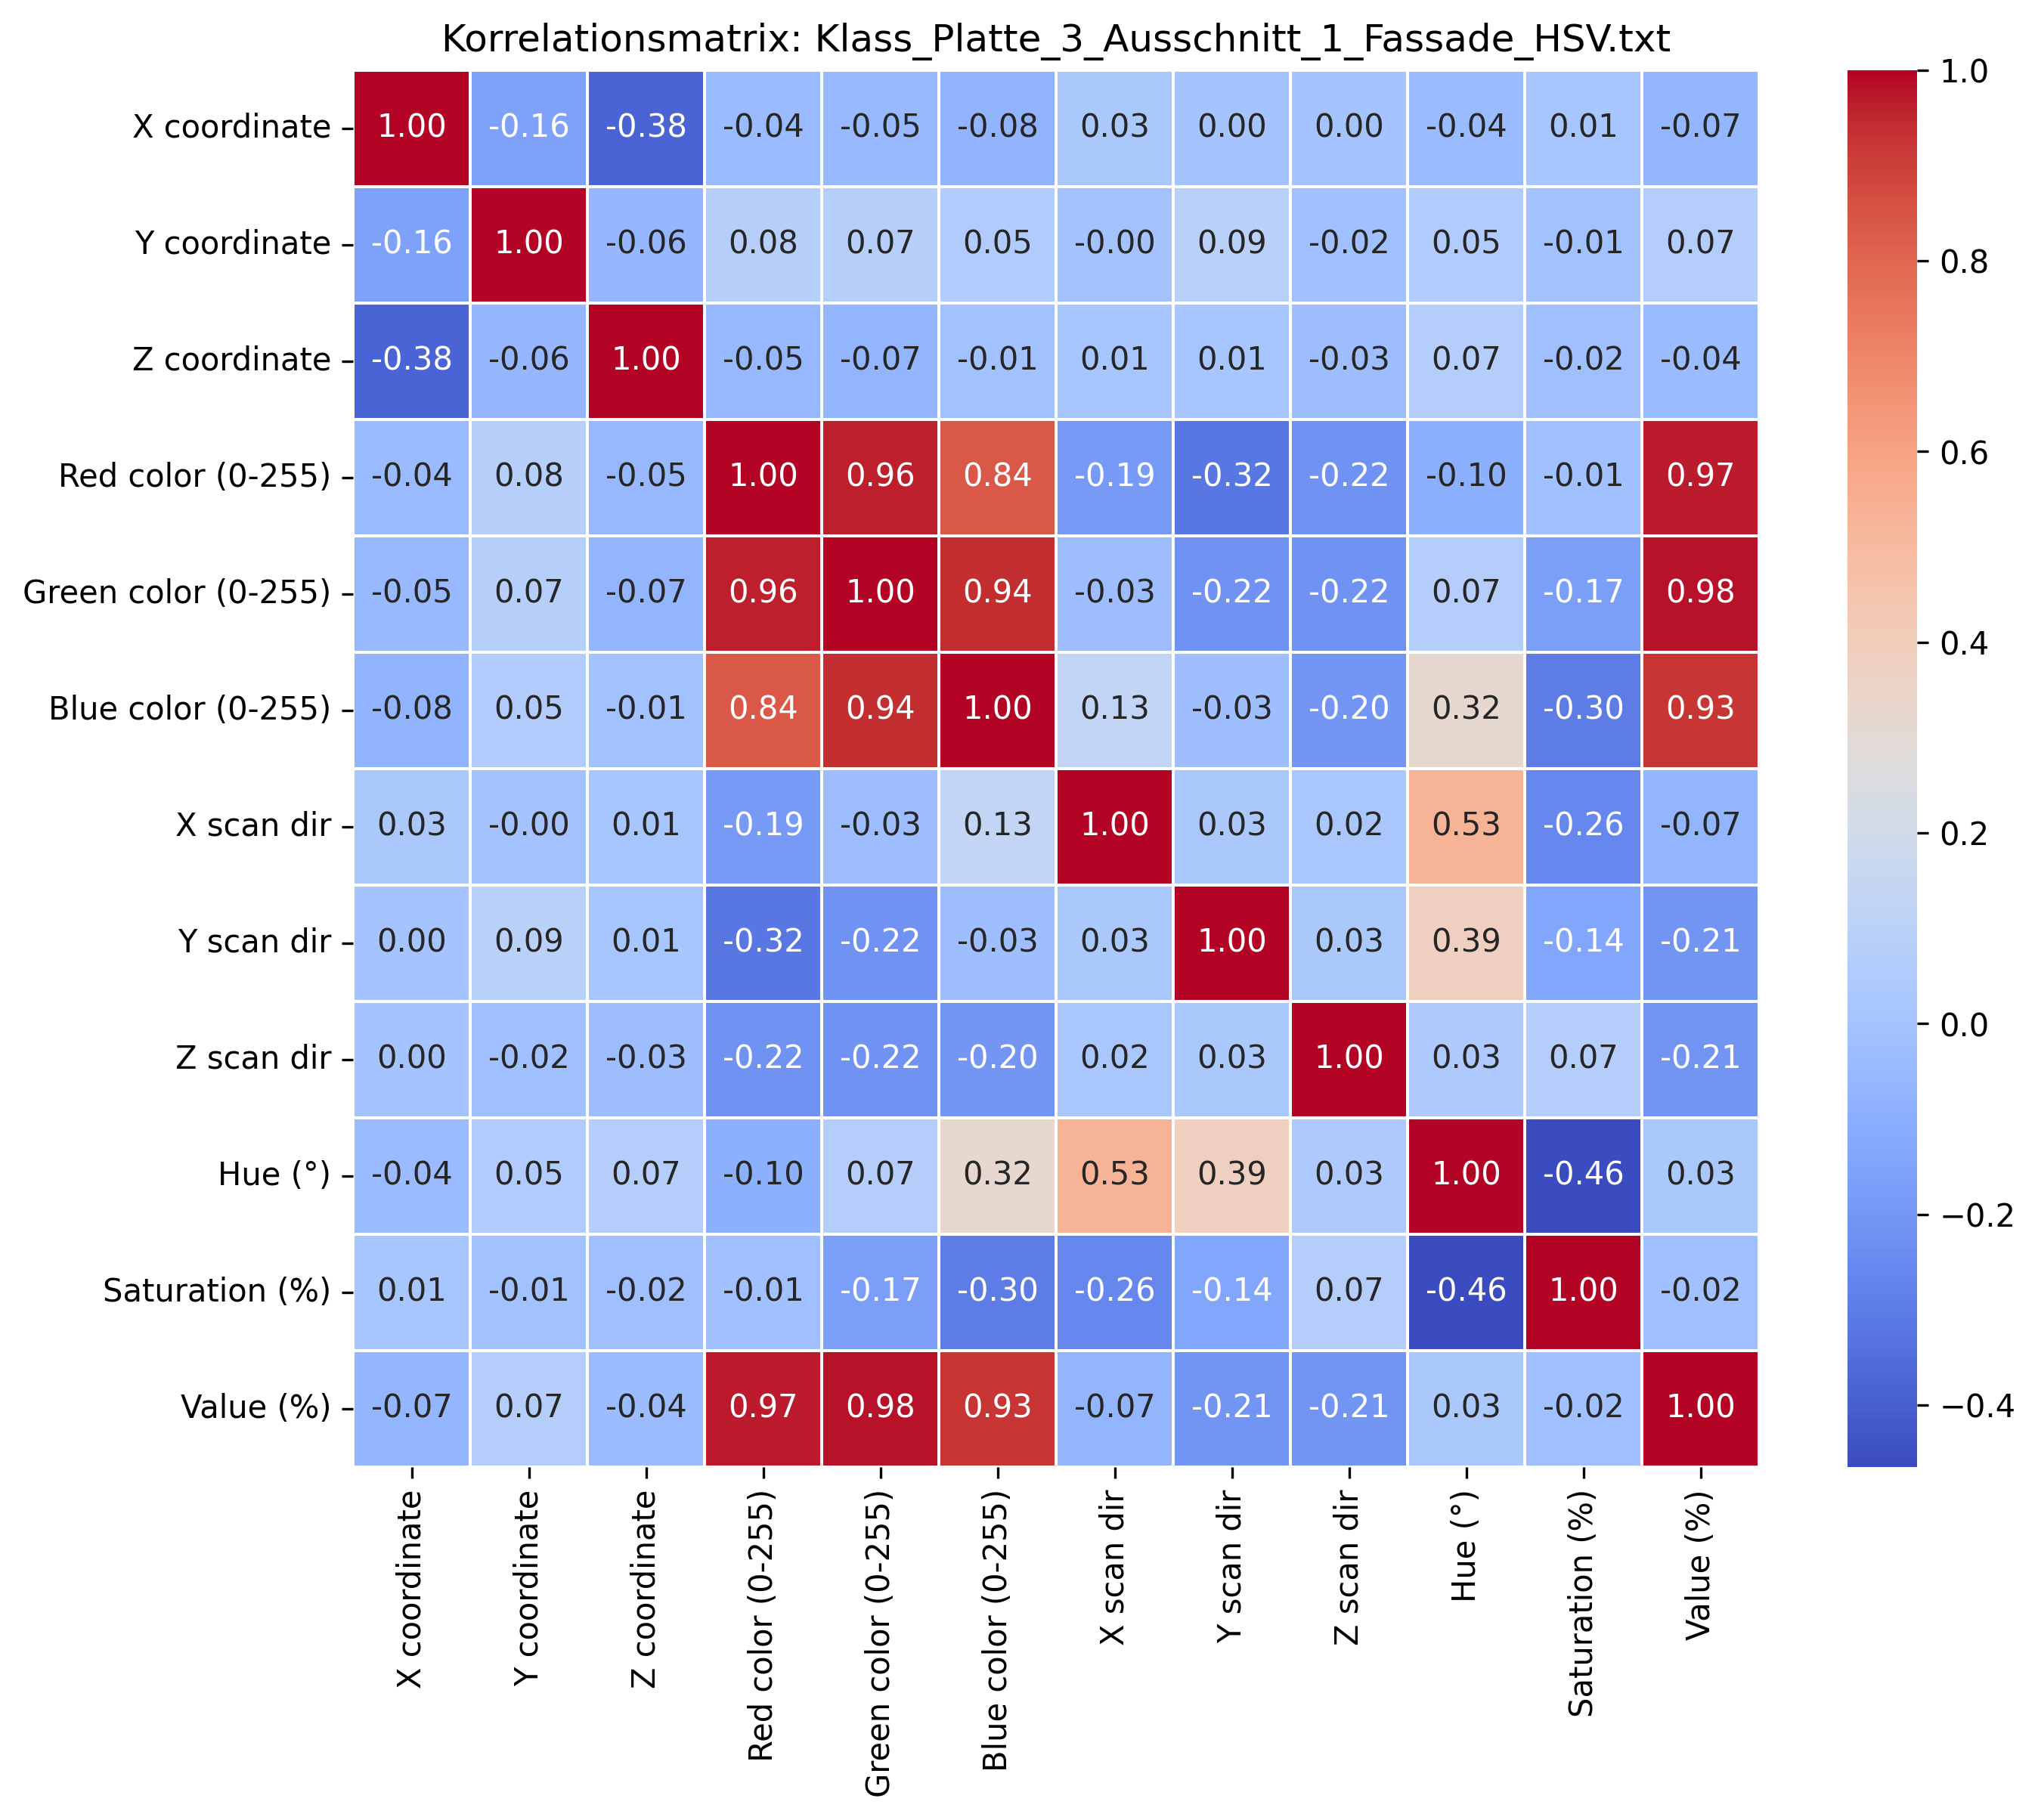 Korrelationsmatrix: Klass_Platte_3_Ausschnitt_1_Fassade_HSV.txt
X coordinate 1.00 -0.16 -0.38 -0.04 -0.05 -0.08 0.03 0.00 0.00 -0.04 0.01 -0.07
Y coordinate -0.16 1.00 -0.06 0.08 0.07 0.05 -0.00 0.09 -0.02 0.05 -0.01 0.07
Z coordinate -0.38 -0.06 1.00 -0.05 -0.07 -0.01 0.01 0.01 -0.03 0.07 -0.02 -0.04
Red color (0-255) -0.04 0.08 -0.05 1.00 0.96 0.84 -0.19 -0.32 -0.22 -0.10 -0.01 0.97
Green color (0-255) -0.05 0.07 -0.07 0.96 1.00 0.94 -0.03 -0.22 -0.22 0.07 -0.17 0.98
Blue color (0-255) -0.08 0.05 -0.01 0.84 0.94 1.00 0.13 -0.03 -0.20 0.32 -0.30 0.93
X scan dir 0.03 -0.00 0.01 -0.19 -0.03 0.13 1.00 0.03 0.02 0.53 -0.26 -0.07
Y scan dir 0.00 0.09 0.01 -0.32 -0.22 -0.03 0.03 1.00 0.03 0.39 -0.14 -0.21
Z scan dir 0.00 -0.02 -0.03 -0.22 -0.22 -0.20 0.02 0.03 1.00 0.03 0.07 -0.21
Hue (°) -0.04 0.05 0.07 -0.10 0.07 0.32 0.53 0.39 0.03 1.00 -0.46 0.03
Saturation (%) 0.01 -0.01 -0.02 -0.01 -0.17 -0.30 -0.26 -0.14 0.07 -0.46 1.00 -0.02
Value (%) -0.07 0.07 -0.04 0.97 0.98 0.93 -0.07 -0.21 -0.21 0.03 -0.02 1.00
X coordinate
Y coordinate
Z coordinate
Red color (0-255)
Green color (0-255)
Blue color (0-255)
X scan dir
Y scan dir
Z scan dir
Hue (°)
Saturation (%)
Value (%)
1.0
0.8
0.6
0.4
0.2
0.0
−0.2
−0.4